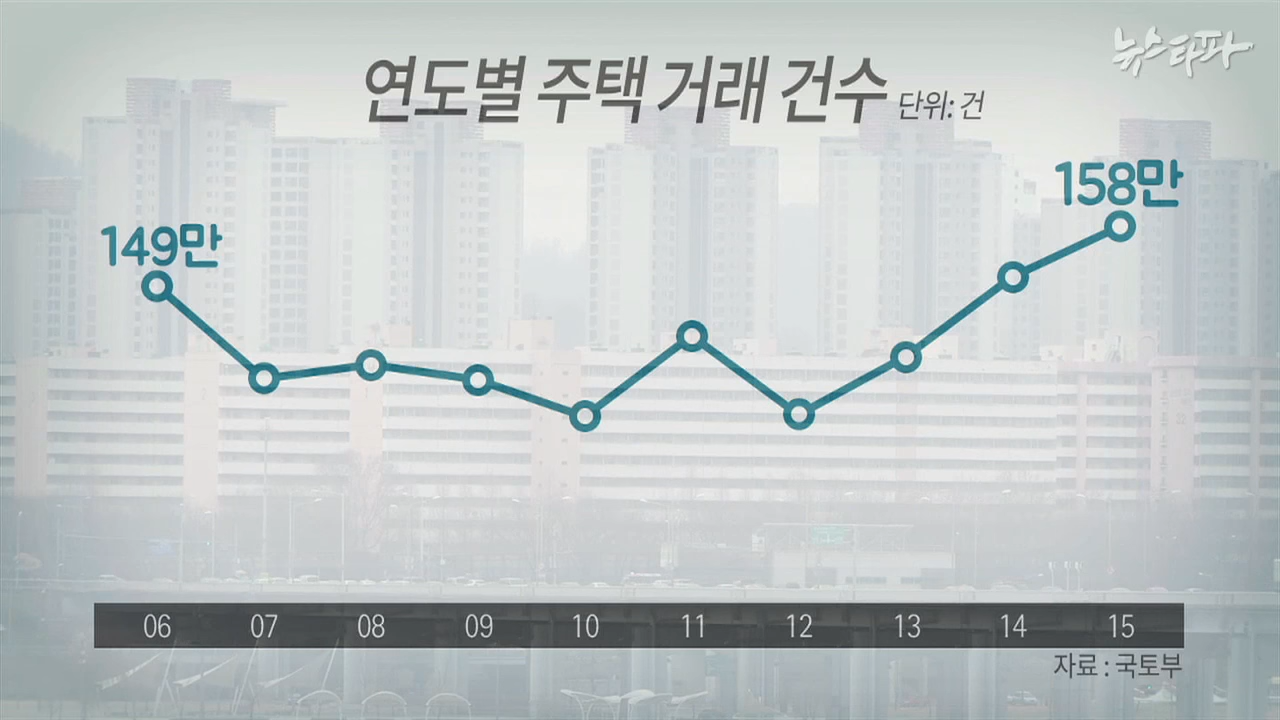 뉴스타파
연도별 주택 거래 건수 단위: 건
158만
149만
06 07 08 09 10 11 12 13 14 15
자료 : 국토부